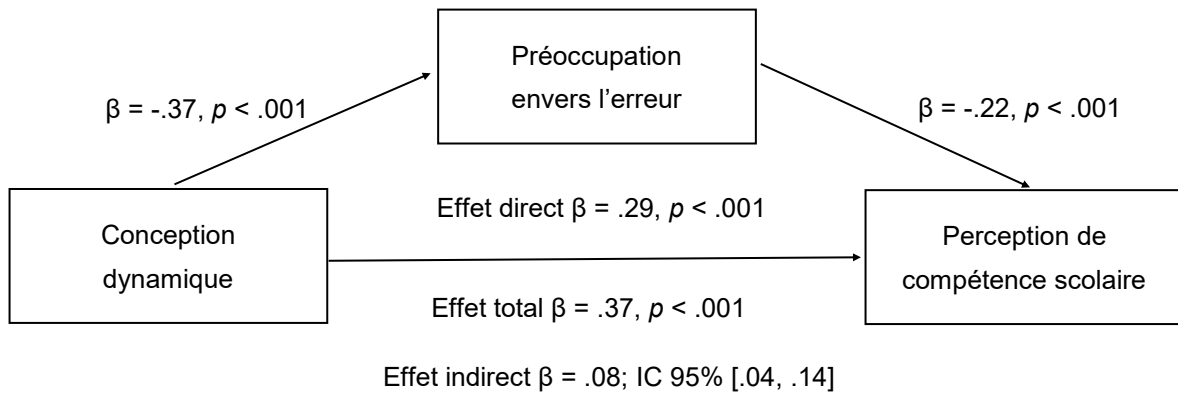 Préoccupation
envers l’erreur
β = -.37, p < .001
β = -.22, p < .001
Conception
dynamique
Effet direct β = .29, p < .001
Perception de
compétence scolaire
Effet total β = .37, p < .001
Effet indirect β = .08; IC 95% [.04, .14]